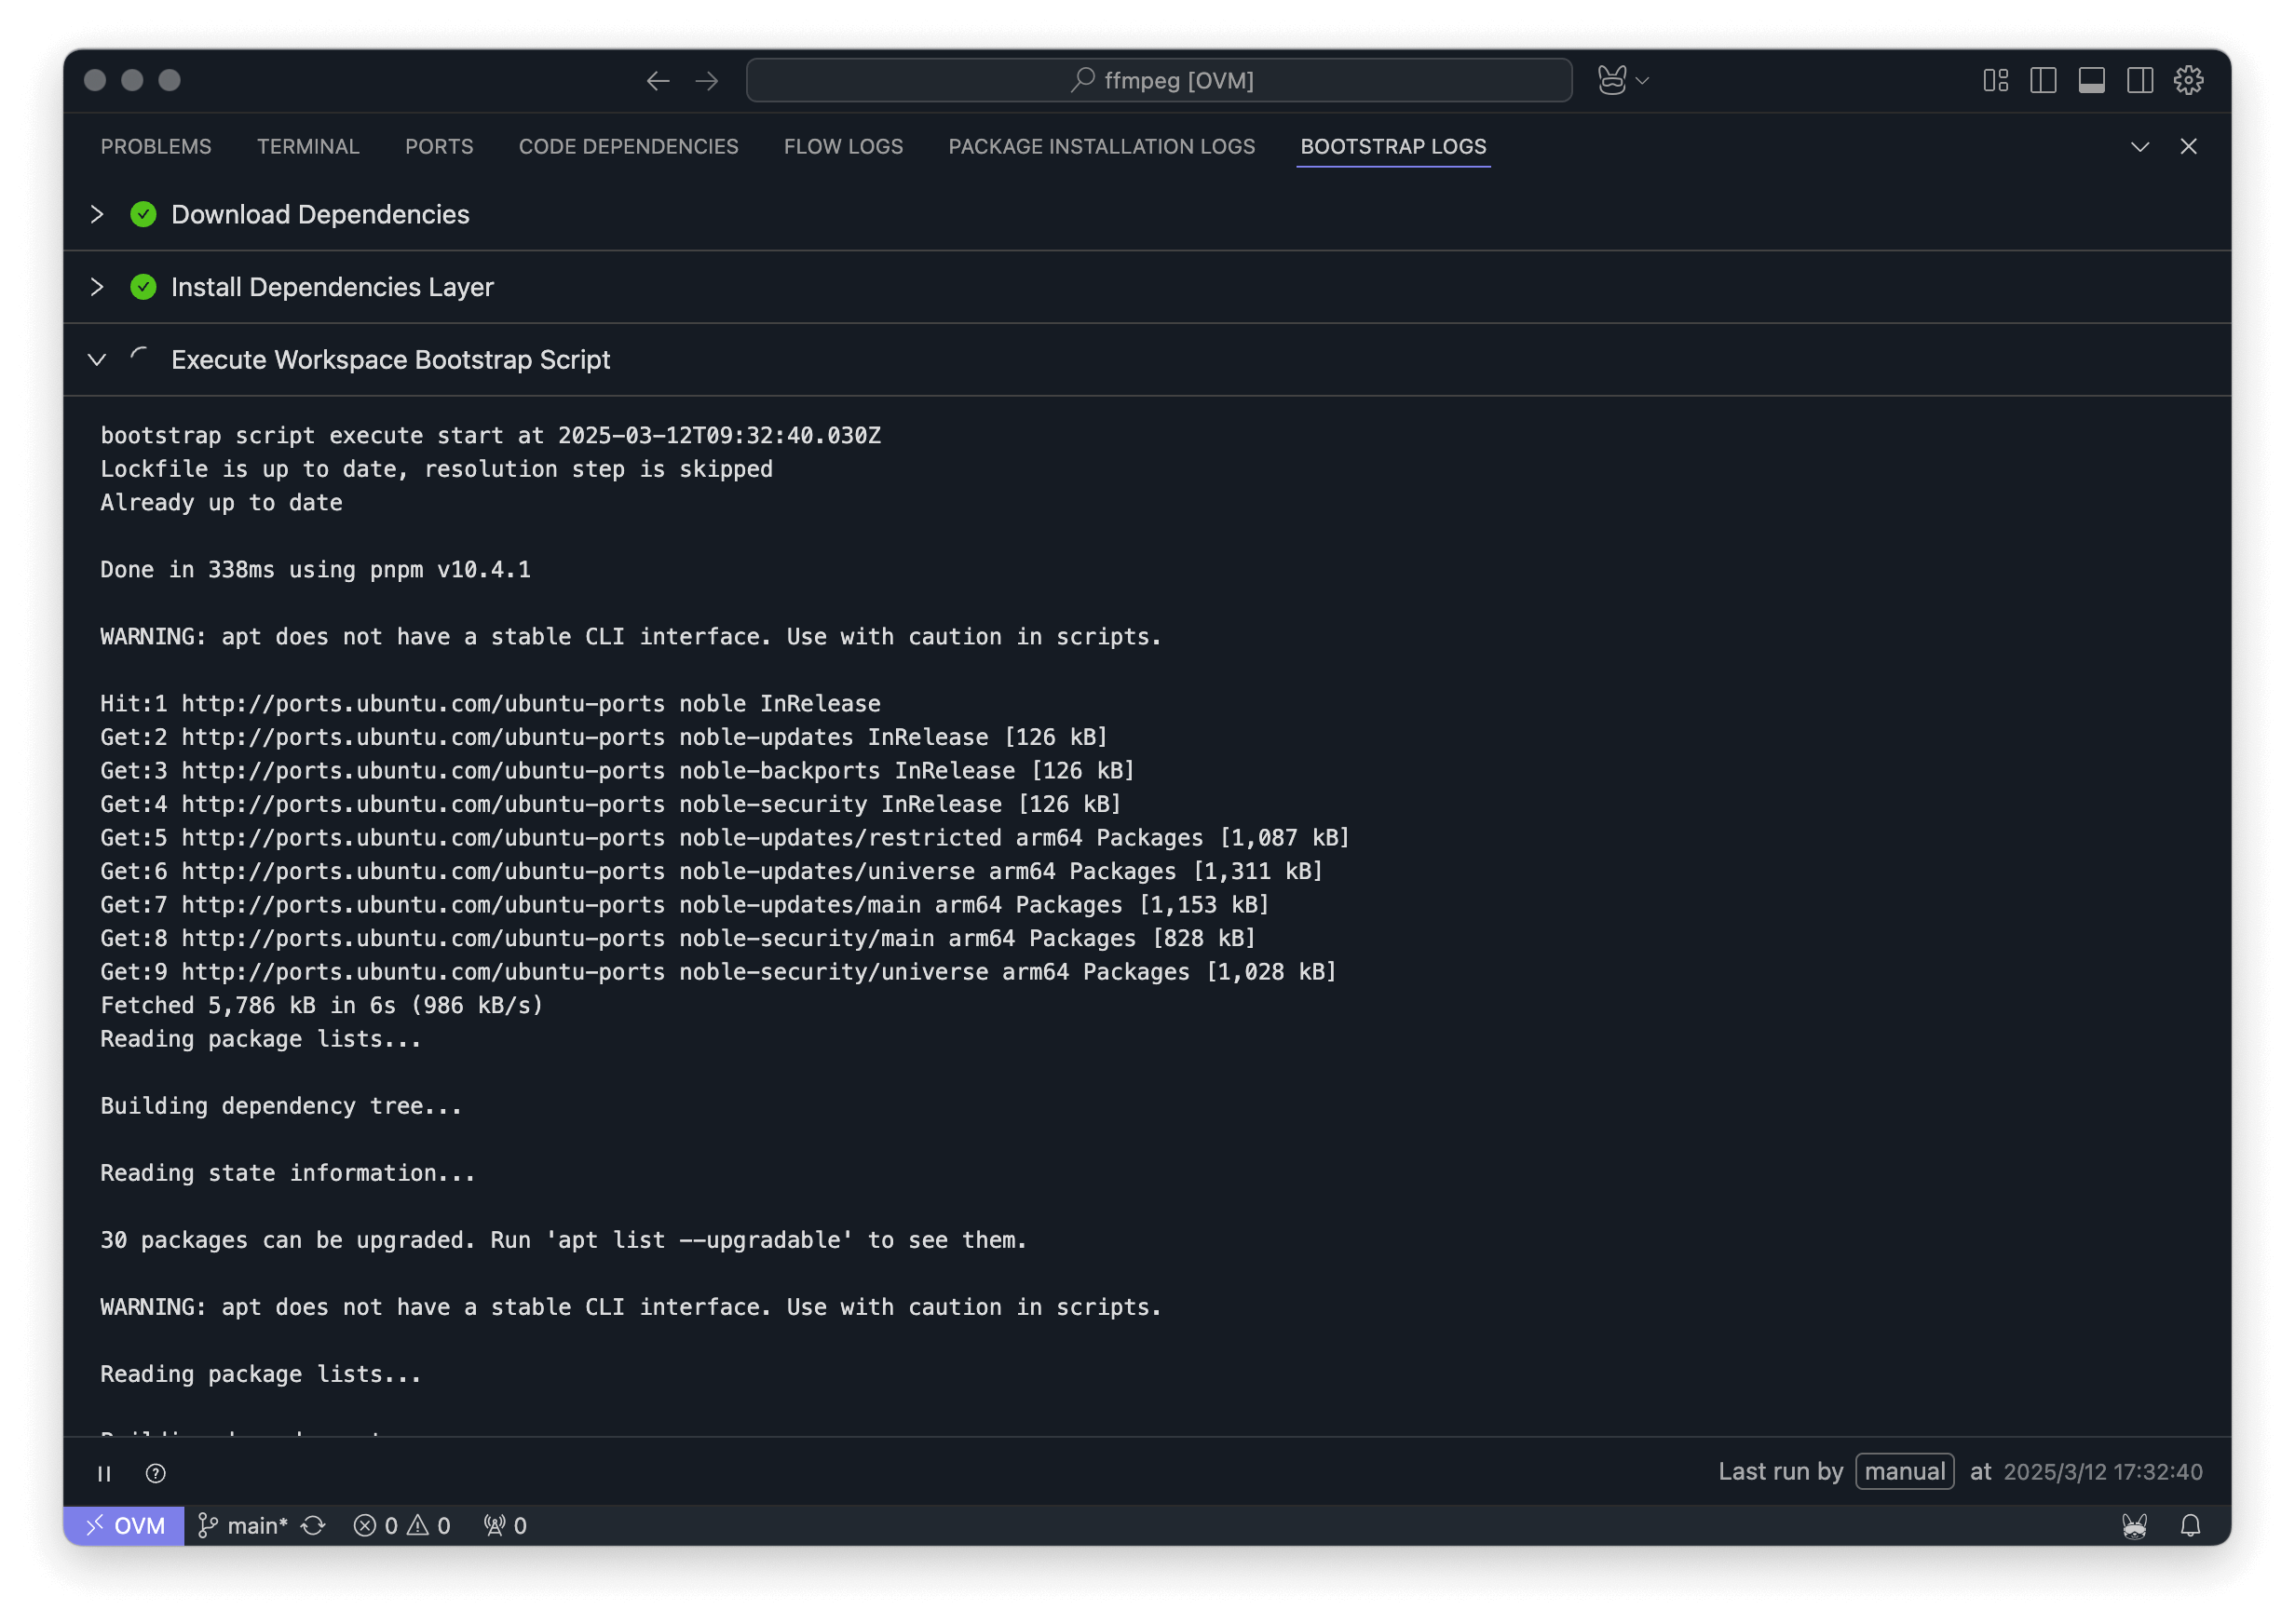 ffmpeg [OVM]
PROBLEMS TERMINAL PORTS CODE DEPENDENCIES FLOW LOGS PACKAGE INSTALLATION LOGS BOOTSTRAP LOGS
Download Dependencies
Install Dependencies Layer
Execute Workspace Bootstrap Script
bootstrap script execute start at 2025-03-12T09:32:40.030Z
Lockfile is up to date, resolution step is skipped
Already up to date
Done in 338ms using pnpm v10.4.1
WARNING: apt does not have a stable CLI interface. Use with caution in scripts.
Hit:1 http://ports.ubuntu.com/ubuntu-ports noble InRelease
Get:2 http://ports.ubuntu.com/ubuntu-ports noble-updates InRelease [126 kB]
Get:3 http://ports.ubuntu.com/ubuntu-ports noble-backports InRelease [126 kB]
Get:4 http://ports.ubuntu.com/ubuntu-ports noble-security InRelease [126 kB]
Get:5 http://ports.ubuntu.com/ubuntu-ports noble-updates/restricted arm64 Packages [1,087 kB]
Get:6 http://ports.ubuntu.com/ubuntu-ports noble-updates/universe arm64 Packages [1,311 kB]
Get:7 http://ports.ubuntu.com/ubuntu-ports noble-updates/main arm64 Packages [1,153 kB]
Get:8 http://ports.ubuntu.com/ubuntu-ports noble-security/main arm64 Packages [828 kB]
Get:9 http://ports.ubuntu.com/ubuntu-ports noble-security/universe arm64 Packages [1,028 kB]
Fetched 5,786 kB in 6s (986 kB/s)
Reading package lists...
Building dependency tree...
Reading state information...
30 packages can be upgraded. Run 'apt list --upgradable' to see them.
WARNING: apt does not have a stable CLI interface. Use with caution in scripts.
Reading package lists...
Last run by manual at 2025/3/12 17:32:40
OVM main* 0 0 0